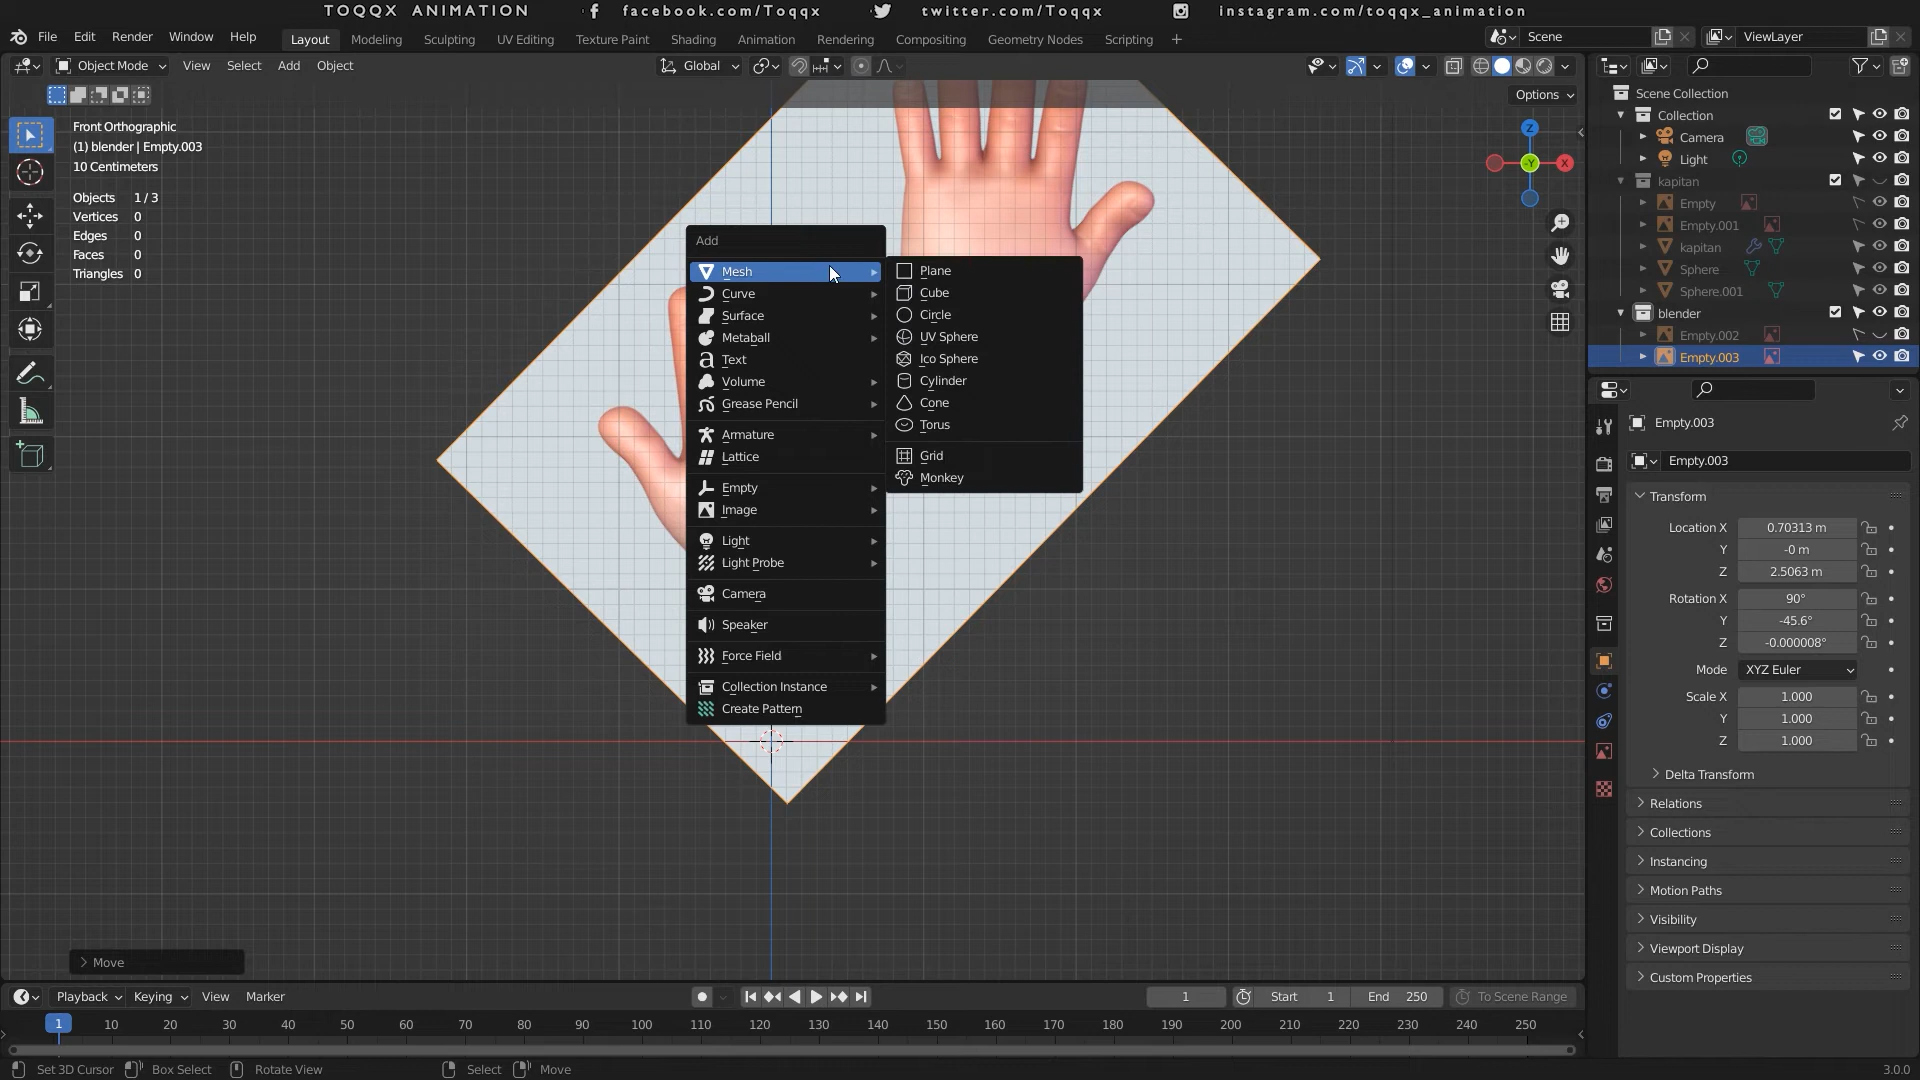 TOQQX ANIMATION facebook.com/Toqqx twitter.com/Toqqx instagram.com/toqqx_animation
File Edit Render Window Help Layout Modeling Sculpting UV Editing Texture Paint Shading Animation Rendering Compositing Geometry Nodes Scripting + Scene ViewLayer
Object Mode View Select Add Object Global
Options
Front Orthographic
(1) blender | Empty.003
10 Centimeters
Objects 1 / 3
Vertices 0
Edges 0
Faces 0
Triangles 0
Z
-Y
X
Add
Mesh
Curve
Surface
Metaball
Text
Volume
Grease Pencil
Armature
Lattice
Empty
Image
Light
Light Probe
Camera
Speaker
Force Field
Collection Instance
Create Pattern
Plane
Cube
Circle
UV Sphere
Ico Sphere
Cylinder
Cone
Torus
Grid
Monkey
Scene Collection
Collection
Camera
Light
kapitan
Empty
Empty.001
kapitan
Sphere
Sphere.001
blender
Empty.002
Empty.003
Empty.003
Empty.003
Transform
Location X 0.70313 m
Y -0 m
Z 2.5063 m
Rotation X 90°
Y -45.6°
Z -0.000008°
Mode XYZ Euler
Scale X 1.000
Y 1.000
Z 1.000
Delta Transform
Relations
Collections
Instancing
Motion Paths
Visibility
Viewport Display
Custom Properties
Move
Playback Keying View Marker 1 Start 1 End 250 To Scene Range
1 10 20 30 40 50 60 70 80 90 100 110 120 130 140 150 160 170 180 190 200 210 220 230 240 250
Set 3D Cursor Box Select Rotate View Select Move 3.0.0